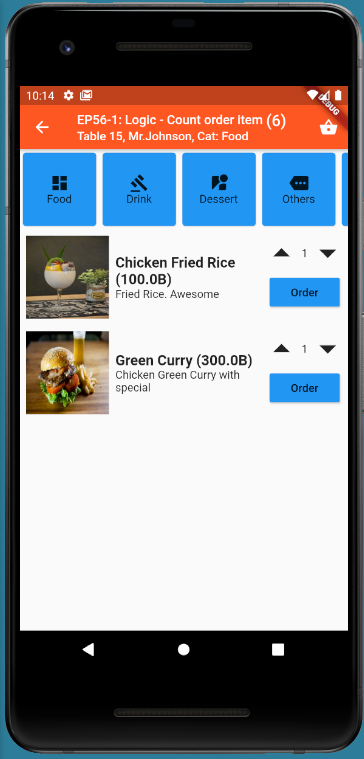 10:14
DEBUG
EP56-1: Logic - Count order Item (6)
Table 15, Mr.Johnson, Cat: Food
Food
Drink
Dessert
Others
Chicken Fried Rice
(100.0B)
Fried Rice. Awesome
1
Order
Green Curry (300.0B)
Chicken Green Curry with
special
1
Order